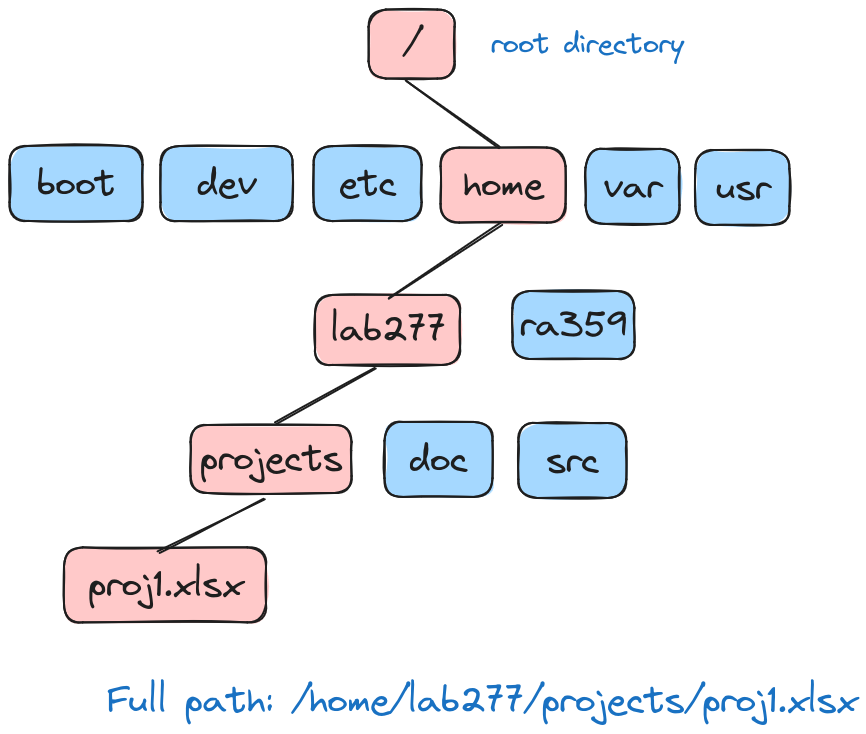 / root directory
boot dev etc home var usr
lab277 ra359
projects doc src
proj1.xlsx
Full path: /home/lab277/projects/proj1.xlsx